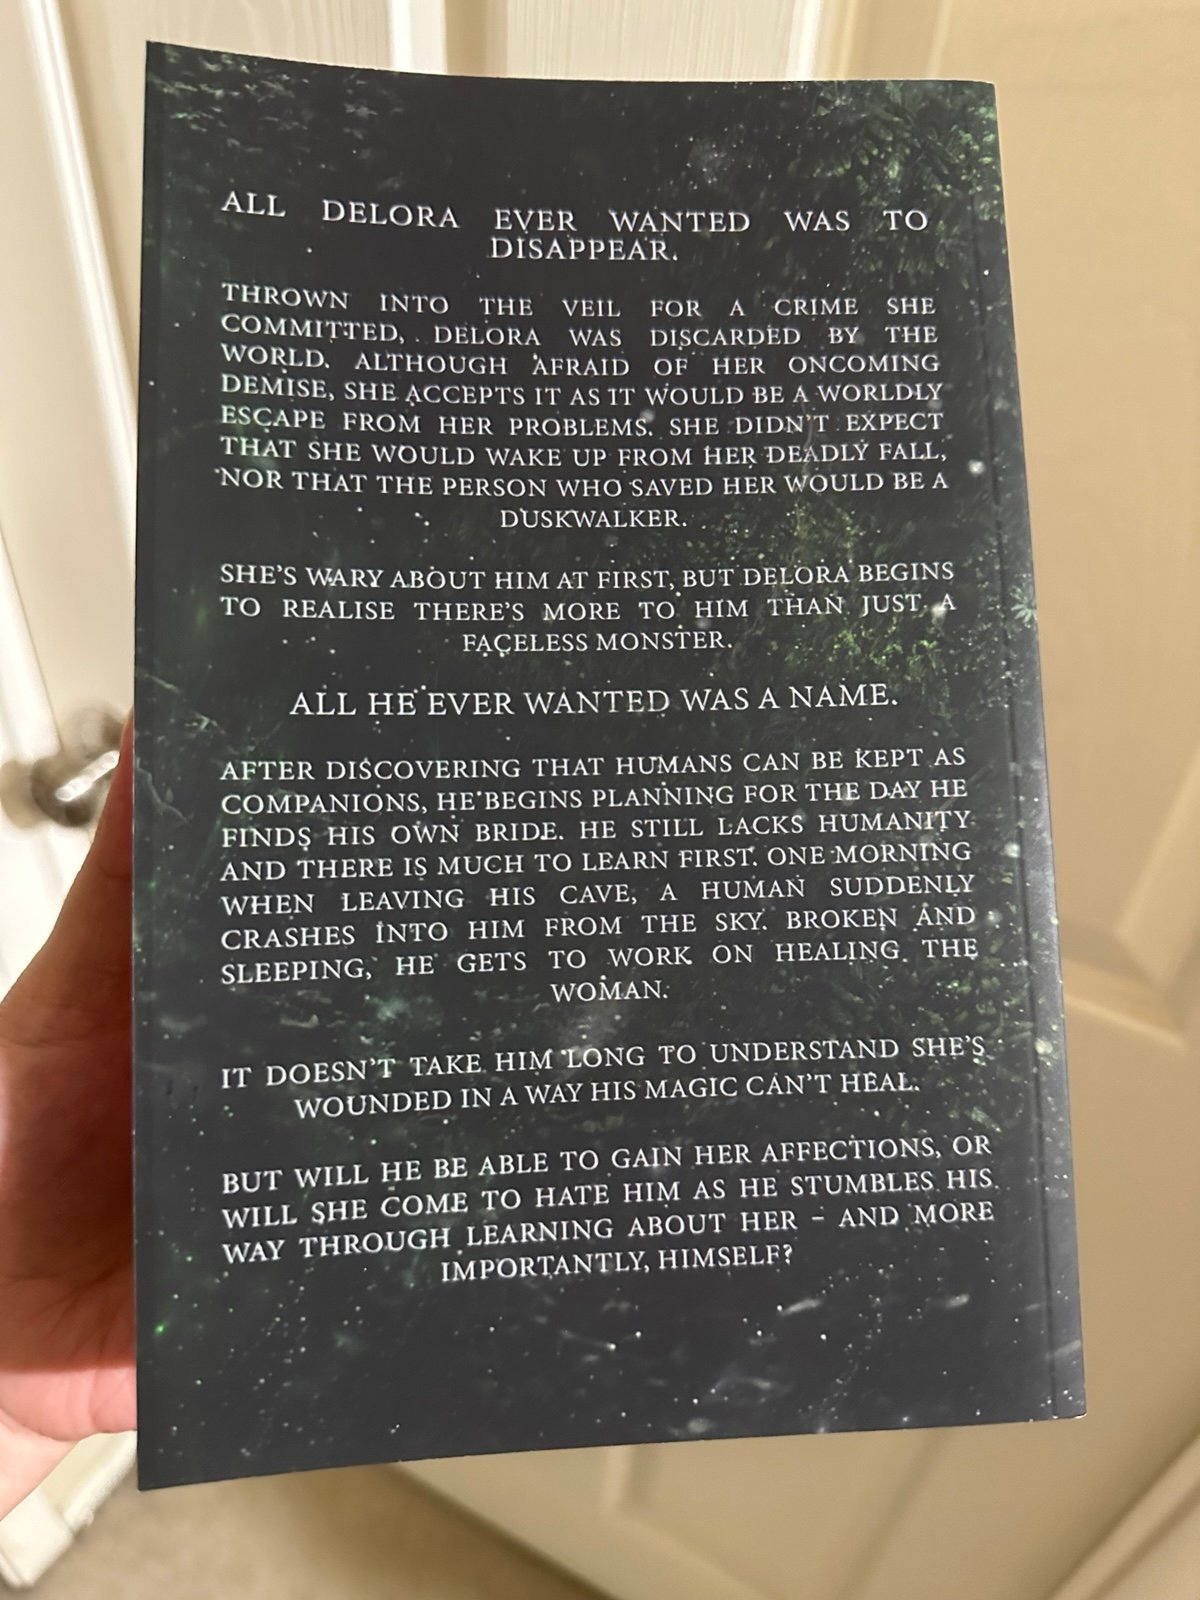 ALL DELORA EVER WANTED WAS TO
DISAPPEAR.
THROWN INTO THE VEIL FOR A CRIME SHE
COMMITTED, DELORA WAS DISCARDED BY THE
WORLD. ALTHOUGH AFRAID OF HER ONCOMING
DEMISE, SHE ACCEPTS IT AS IT WOULD BE A WORLDLY
ESCAPE FROM HER PROBLEMS. SHE DIDN'T EXPECT
THAT SHE WOULD WAKE UP FROM HER DEADLY FALL,
NOR THAT THE PERSON WHO SAVED HER WOULD BE A
DUSKWALKER.
SHE'S WARY ABOUT HIM AT FIRST, BUT DELORA BEGINS
TO REALISE THERE'S MORE TO HIM THAN JUST A
FACELESS MONSTER.
ALL HE EVER WANTED WAS A NAME.
AFTER DISCOVERING THAT HUMANS CAN BE KEPT AS
COMPANIONS, HE BEGINS PLANNING FOR THE DAY HE
FINDS HIS OWN BRIDE. HE STILL LACKS HUMANITY
AND THERE IS MUCH TO LEARN FIRST. ONE MORNING
WHEN LEAVING HIS CAVE, A HUMAN SUDDENLY
CRASHES INTO HIM FROM THE SKY. BROKEN AND
SLEEPING, HE GETS TO WORK ON HEALING THE
WOMAN.
IT DOESN'T TAKE HIM LONG TO UNDERSTAND SHE'S
WOUNDED IN A WAY HIS MAGIC CAN'T HEAL.
BUT WILL HE BE ABLE TO GAIN HER AFFECTIONS, OR
WILL SHE COME TO HATE HIM AS HE STUMBLES HIS
WAY THROUGH LEARNING ABOUT HER – AND MORE
IMPORTANTLY, HIMSELF?